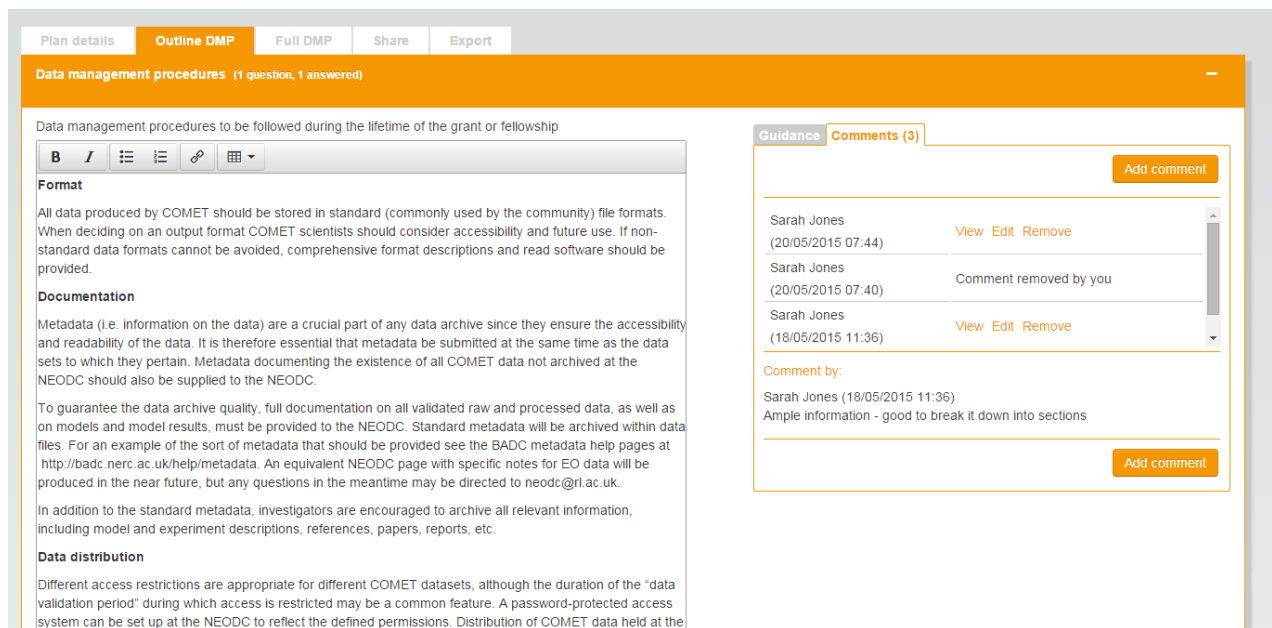 Plan details Outline DMP Full DMP Share Export
Data management procedures (1 question, 1 answered)
Data management procedures to be followed during the lifetime of the grant or fellowship
B I
Format
All data produced by COMET should be stored in standard (commonly used by the community) file formats.
When deciding on an output format COMET scientists should consider accessibility and future use. If non-
standard data formats cannot be avoided, comprehensive format descriptions and read software should be
provided.
Documentation
Metadata (i.e. information on the data) are a crucial part of any data archive since they ensure the accessibility
and readability of the data. It is therefore essential that metadata be submitted at the same time as the data
sets to which they pertain. Metadata documenting the existence of all COMET data not archived at the
NEODC should also be supplied to the NEODC.
To guarantee the data archive quality, full documentation on all validated raw and processed data, as well as
on models and model results, must be provided to the NEODC. Standard metadata will be archived within data
files. For an example of the sort of metadata that should be provided see the BADC metadata help pages at
http://badc.nerc.ac.uk/help/metadata. An equivalent NEODC page with specific notes for EO data will be
produced in the near future, but any questions in the meantime may be directed to neodc@rl.ac.uk.
In addition to the standard metadata, investigators are encouraged to archive all relevant information,
including model and experiment descriptions, references, papers, reports, etc.
Data distribution
Different access restrictions are appropriate for different COMET datasets, although the duration of the “data
validation period” during which access is restricted may be a common feature. A password-protected access
system can be set up at the NEODC to reflect the defined permissions. Distribution of COMET data held at the
Guidance Comments (3)
Add comment
Sarah Jones
(20/05/2015 07:44)
View Edit Remove
Sarah Jones
(20/05/2015 07:40)
Comment removed by you
Sarah Jones
(18/05/2015 11:36)
View Edit Remove
Comment by:
Sarah Jones (18/05/2015 11:36)
Ample information - good to break it down into sections
Add comment